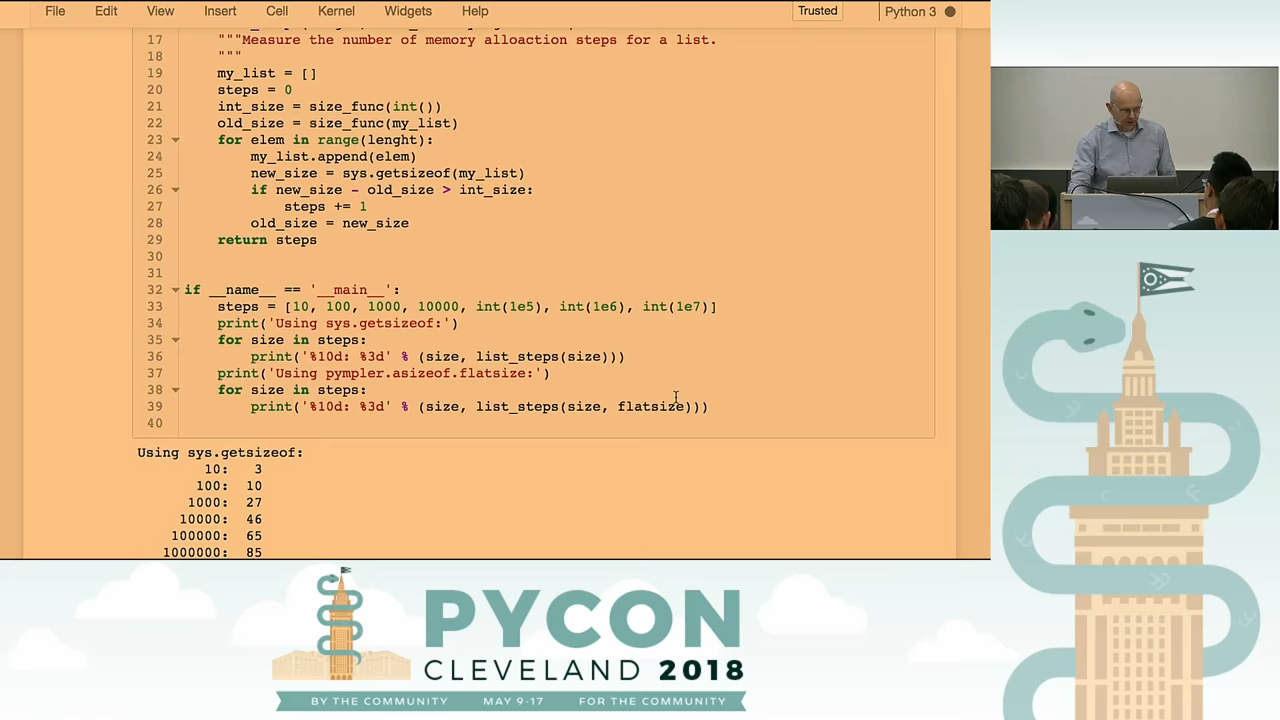 File Edit View Insert Cell Kernel Widgets Help Trusted Python 3
17 """Measure the number of memory alloaction steps for a list.
18 """
19 my_list = []
20 steps = 0
21 int_size = size_func(int())
22 old_size = size_func(my_list)
23 for elem in range(lenght):
24 my_list.append(elem)
25 new_size = sys.getsizeof(my_list)
26 if new_size - old_size > int_size:
27 steps += 1
28 old_size = new_size
29 return steps
30
31
32 if __name__ == '__main__':
33 steps = [10, 100, 1000, 10000, int(1e5), int(1e6), int(1e7)]
34 print('Using sys.getsizeof:')
35 for size in steps:
36 print('%10d: %3d' % (size, list_steps(size)))
37 print('Using pympler.asizeof.flatsize:')
38 for size in steps:
39 print('%10d: %3d' % (size, list_steps(size, flatsize)))
40
Using sys.getsizeof:
10: 3
100: 10
1000: 27
10000: 46
100000: 65
1000000: 85
PYCON
CLEVELAND 2018
BY THE COMMUNITY MAY 9-17 FOR THE COMMUNITY